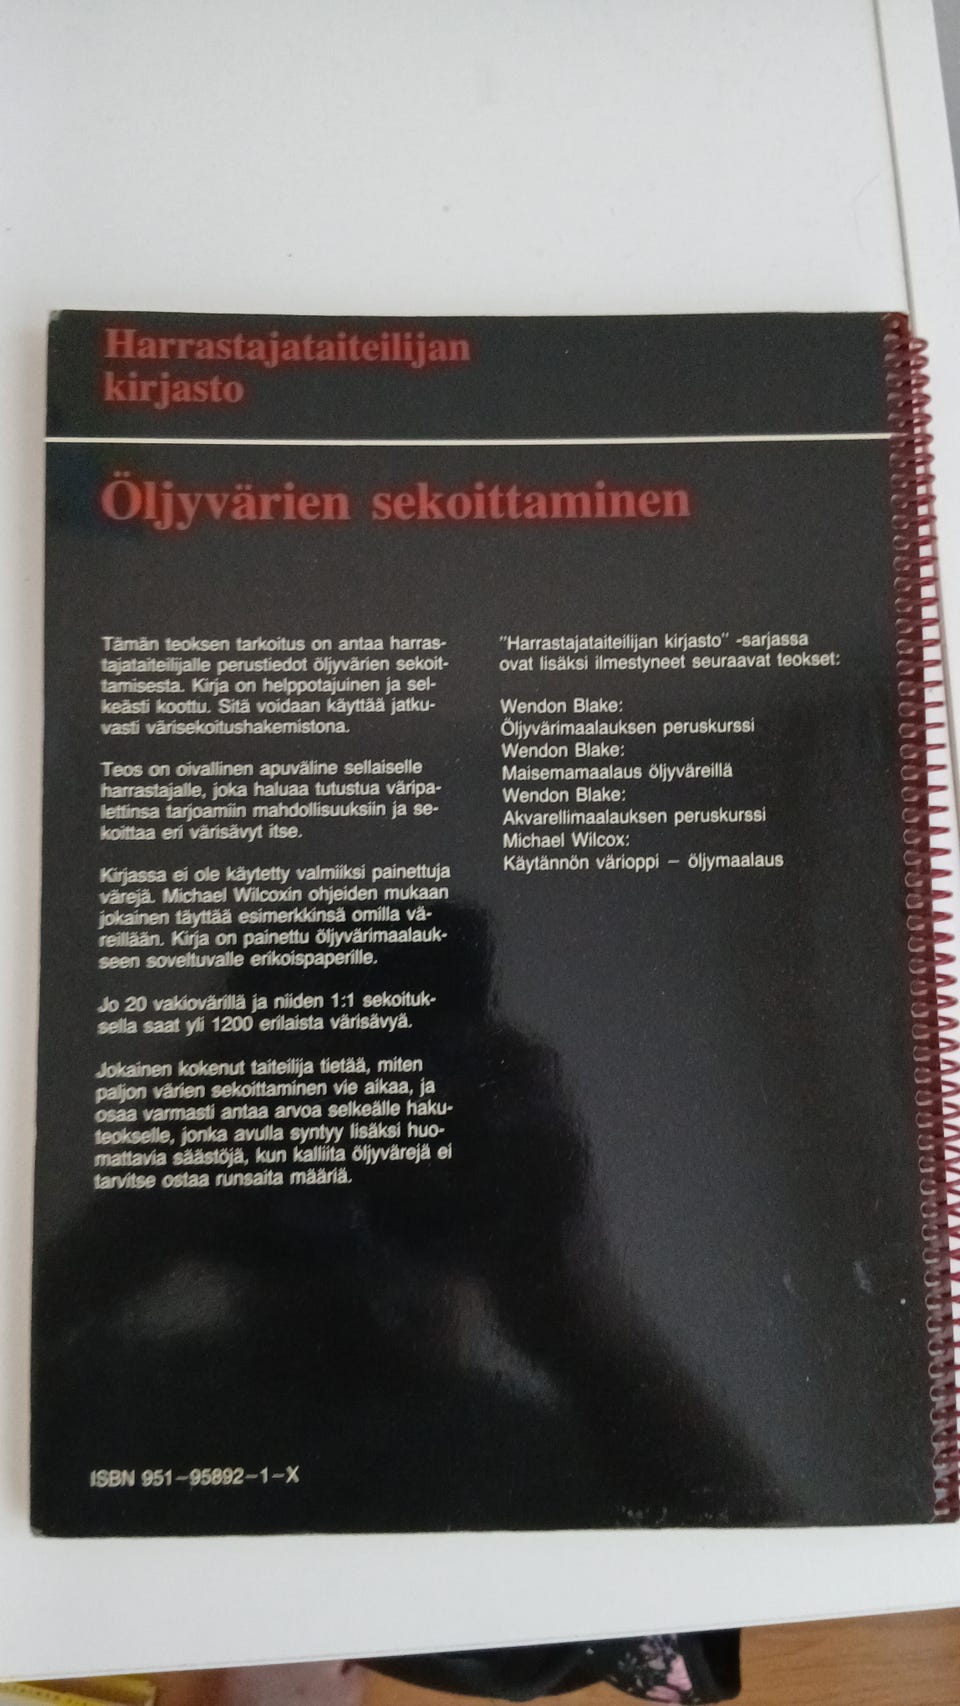 Harrastajataiteilijan
kirjasto
Öljyvärien sekoittaminen
Tämän teoksen tarkoitus on antaa harras-
tajataiteilijalle perustiedot öljyvärien sekoit-
tamisesta. Kirja on helppotajuinen ja sel-
keästi koottu. Sitä voidaan käyttää jatku-
vasti värisekoitushakemistona.
Teos on oivallinen apuväline sellaiselle
harrastajalle, joka haluaa tutustua väripa-
lettinsa tarjoamiin mahdollisuuksiin ja se-
koittaa eri värisävyt itse.
Kirjassa ei ole käytetty valmiiksi painettuja
värejä. Michael Wilcoxin ohjeiden mukaan
jokainen täyttää esimerkkinsä omilla vä-
reillään. Kirja on painettu öljyvärimaalauk-
seen soveltuvalle erikoispaperille.
Jo 20 vakiovärillä ja niiden 1:1 sekoituk-
sella saat yli 1200 erilaista värisävyä.
Jokainen kokenut taiteilija tietää, miten
paljon värien sekoittaminen vie aikaa, ja
osaa varmasti antaa arvoa selkeälle haku-
teokselle, jonka avulla syntyy lisäksi huo-
mattavia säästöjä, kun kalliita öljyvärejä ei
tarvitse ostaa runsaita määriä.
"Harrastajataiteilijan kirjasto" -sarjassa
ovat lisäksi ilmestyneet seuraavat teokset:
Wendon Blake:
Öljyvärimaalauksen peruskurssi
Wendon Blake:
Maisemamaalaus öljyväreillä
Wendon Blake:
Akvarellimaalauksen peruskurssi
Michael Wilcox:
Käytännön värioppi – öljymaalaus
ISBN 951-95892-1-X